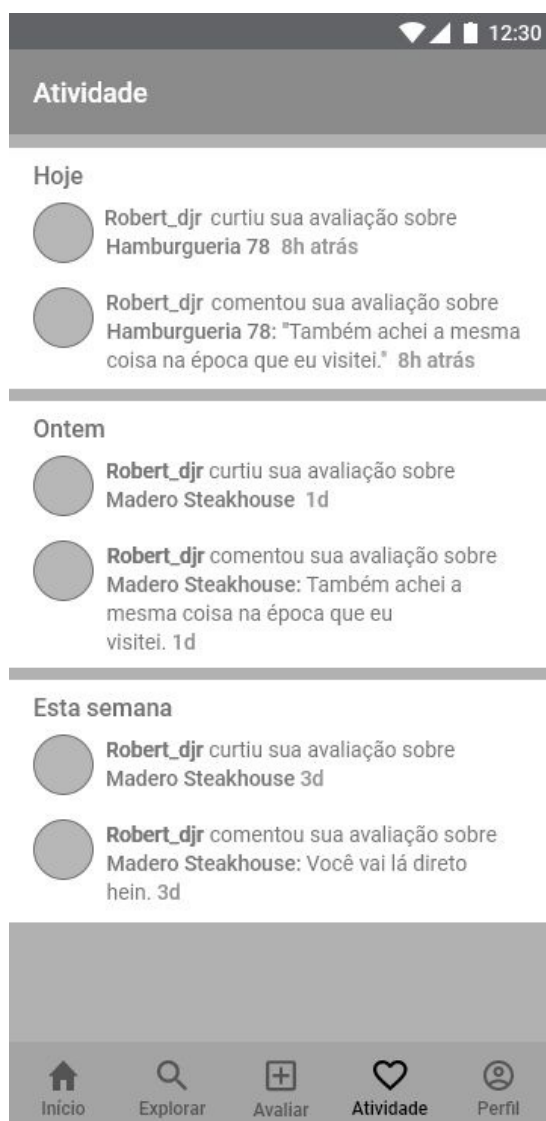 12:30
Atividade
Hoje
Robert_djr curtiu sua avaliação sobre
Hamburgueria 78 8h atrás
Robert_djr comentou sua avaliação sobre
Hamburgueria 78: "Também achei a mesma
coisa na época que eu visitei." 8h atrás
Ontem
Robert_djr curtiu sua avaliação sobre
Madero Steakhouse 1d
Robert_djr comentou sua avaliação sobre
Madero Steakhouse: Também achei a
mesma coisa na época que eu
visitei. 1d
Esta semana
Robert_djr curtiu sua avaliação sobre
Madero Steakhouse 3d
Robert_djr comentou sua avaliação sobre
Madero Steakhouse: Você vai lá direto
hein. 3d
Início Explorar Avaliar Atividade Perfil